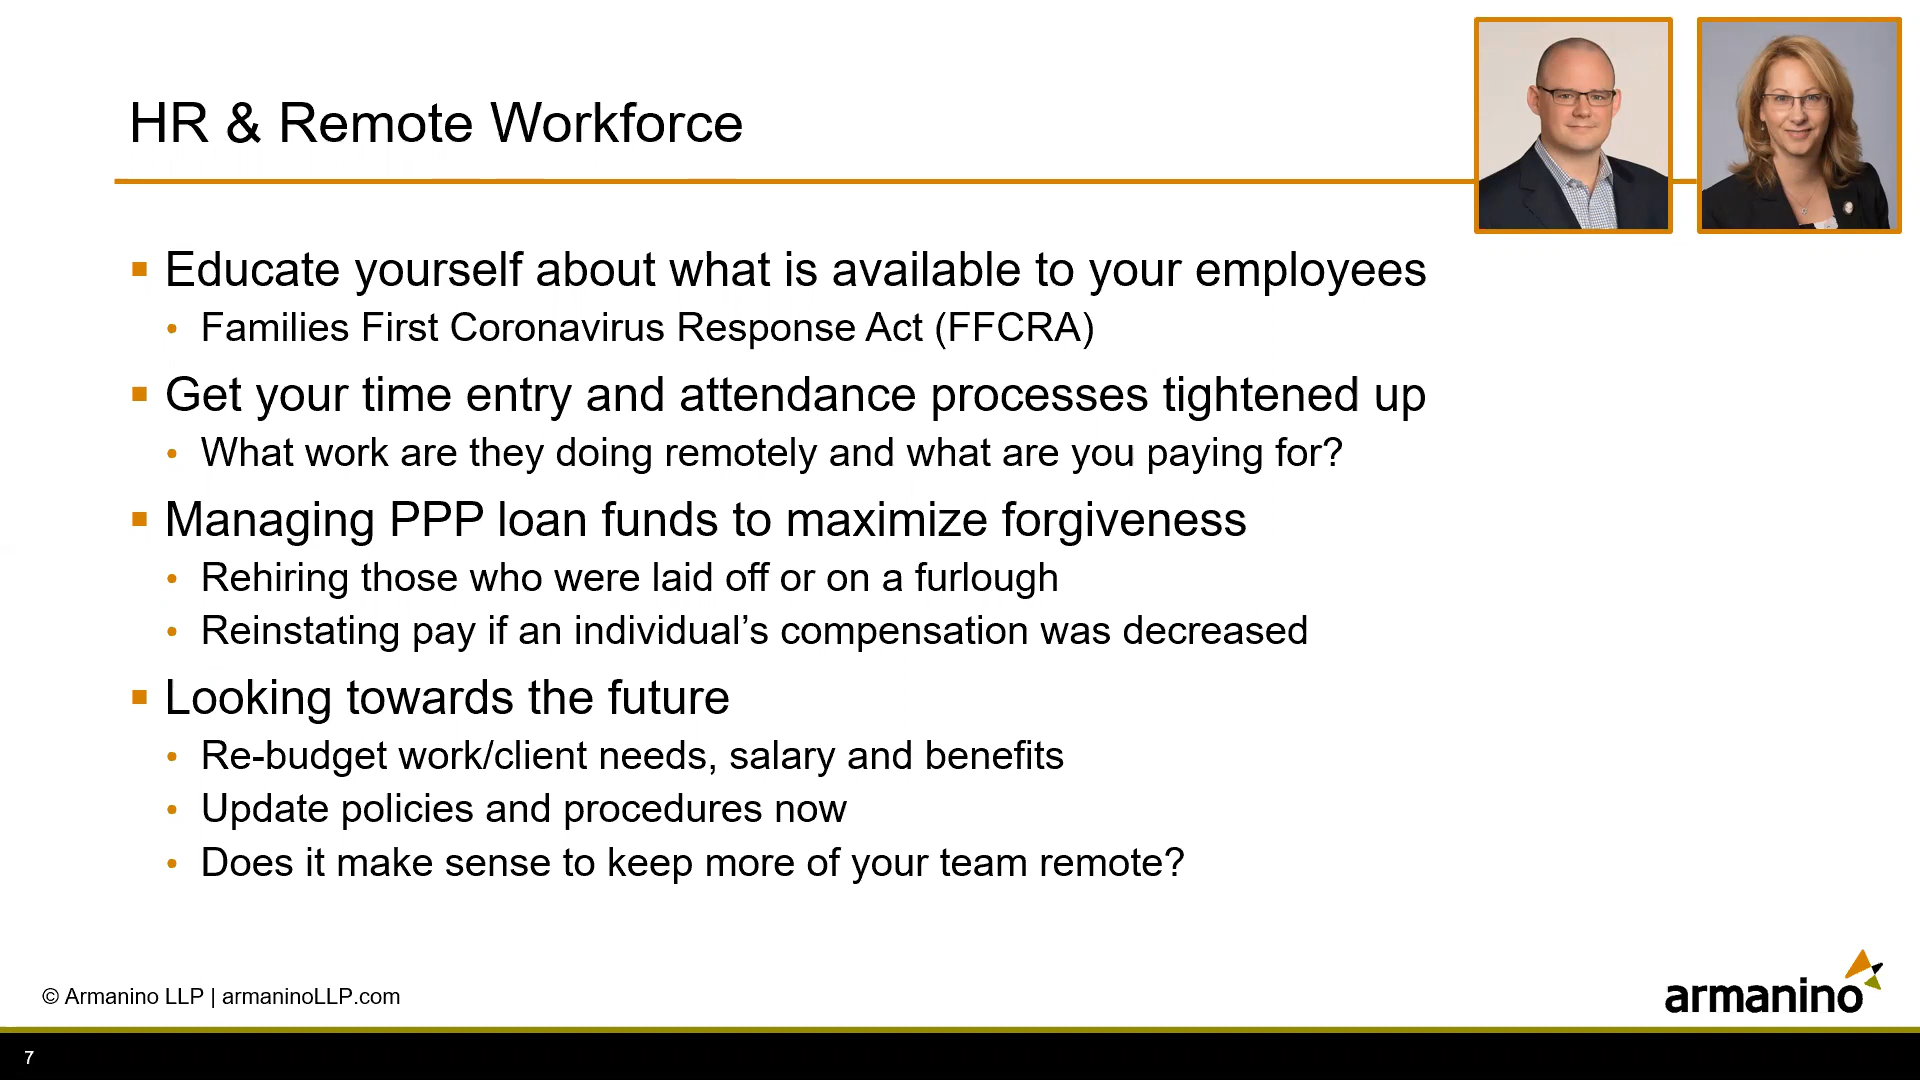 HR & Remote Workforce
Educate yourself about what is available to your employees
Families First Coronavirus Response Act (FFCRA)
Get your time entry and attendance processes tightened up
What work are they doing remotely and what are you paying for?
Managing PPP loan funds to maximize forgiveness
Rehiring those who were laid off or on a furlough
Reinstating pay if an individual’s compensation was decreased
Looking towards the future
Re-budget work/client needs, salary and benefits
Update policies and procedures now
Does it make sense to keep more of your team remote?
© Armanino LLP | armaninoLLP.com
armanino
7